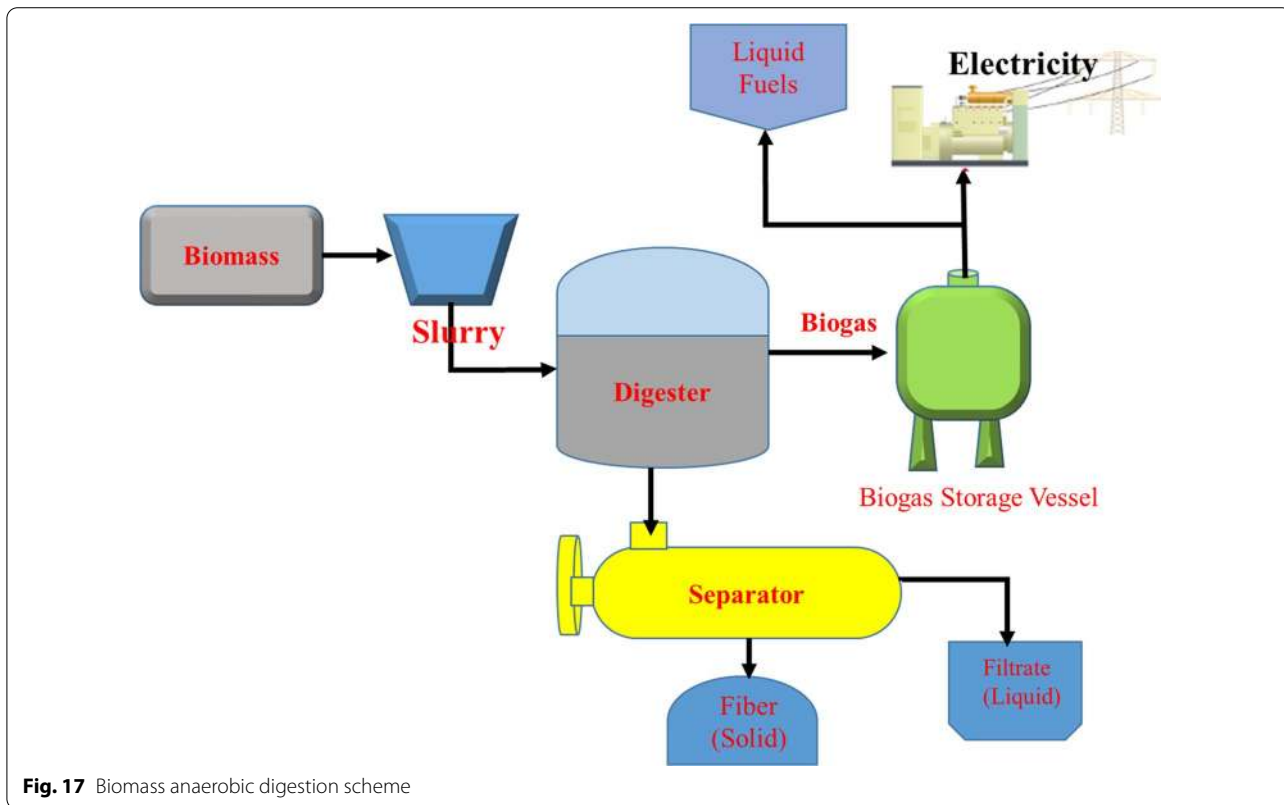 Liquid
Fuels
Electricity
Biomass
Slurry
Biogas
Digester
Biogas Storage Vessel
Separator
Filtrate
(Liquid)
Fiber
(Solid)
Fig. 17 Biomass anaerobic digestion scheme